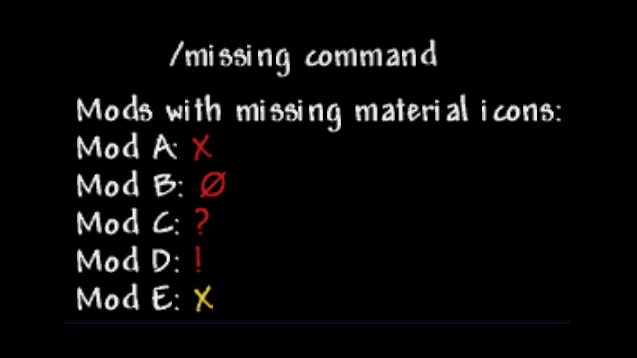 /missing command
Mods with missing material icons:
Mod A: X
Mod B: Ø
Mod C: ?
Mod D: !
Mod E: X